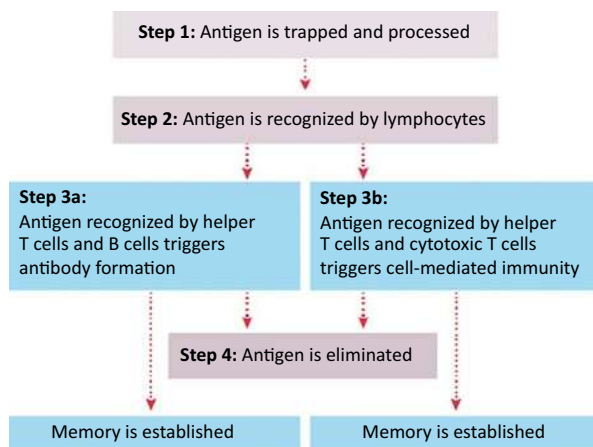 Step 1: Antigen is trapped and processed
Step 2: Antigen is recognized by lymphocytes
Step 3a:
Antigen recognized by helper
T cells and B cells triggers
antibody formation
Step 3b:
Antigen recognized by helper
T cells and cytotoxic T cells
triggers cell-mediated immunity
Step 4: Antigen is eliminated
Memory is established
Memory is established